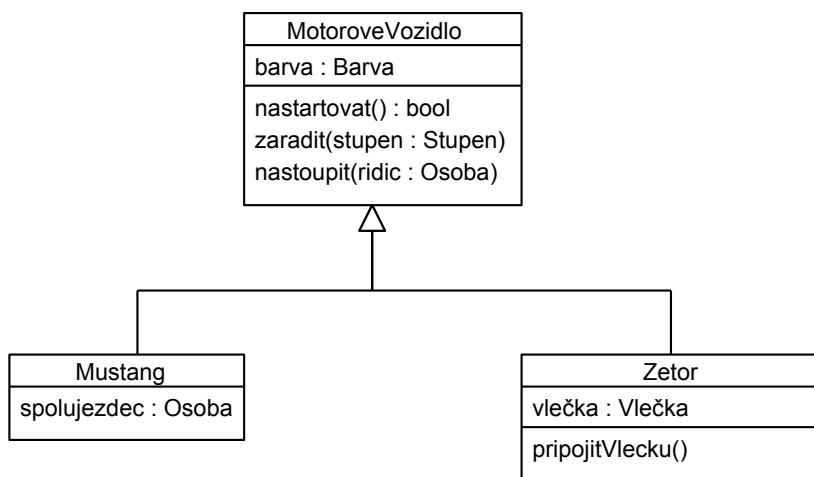 MotoroveVozidlo
barva : Barva
nastartovat() : bool
zaradit(stupen : Stupen)
nastoupit(ridic : Osoba)
Mustang
spolujezdec : Osoba
Zetor
vlečka : Vlečka
pripojitVlecku()